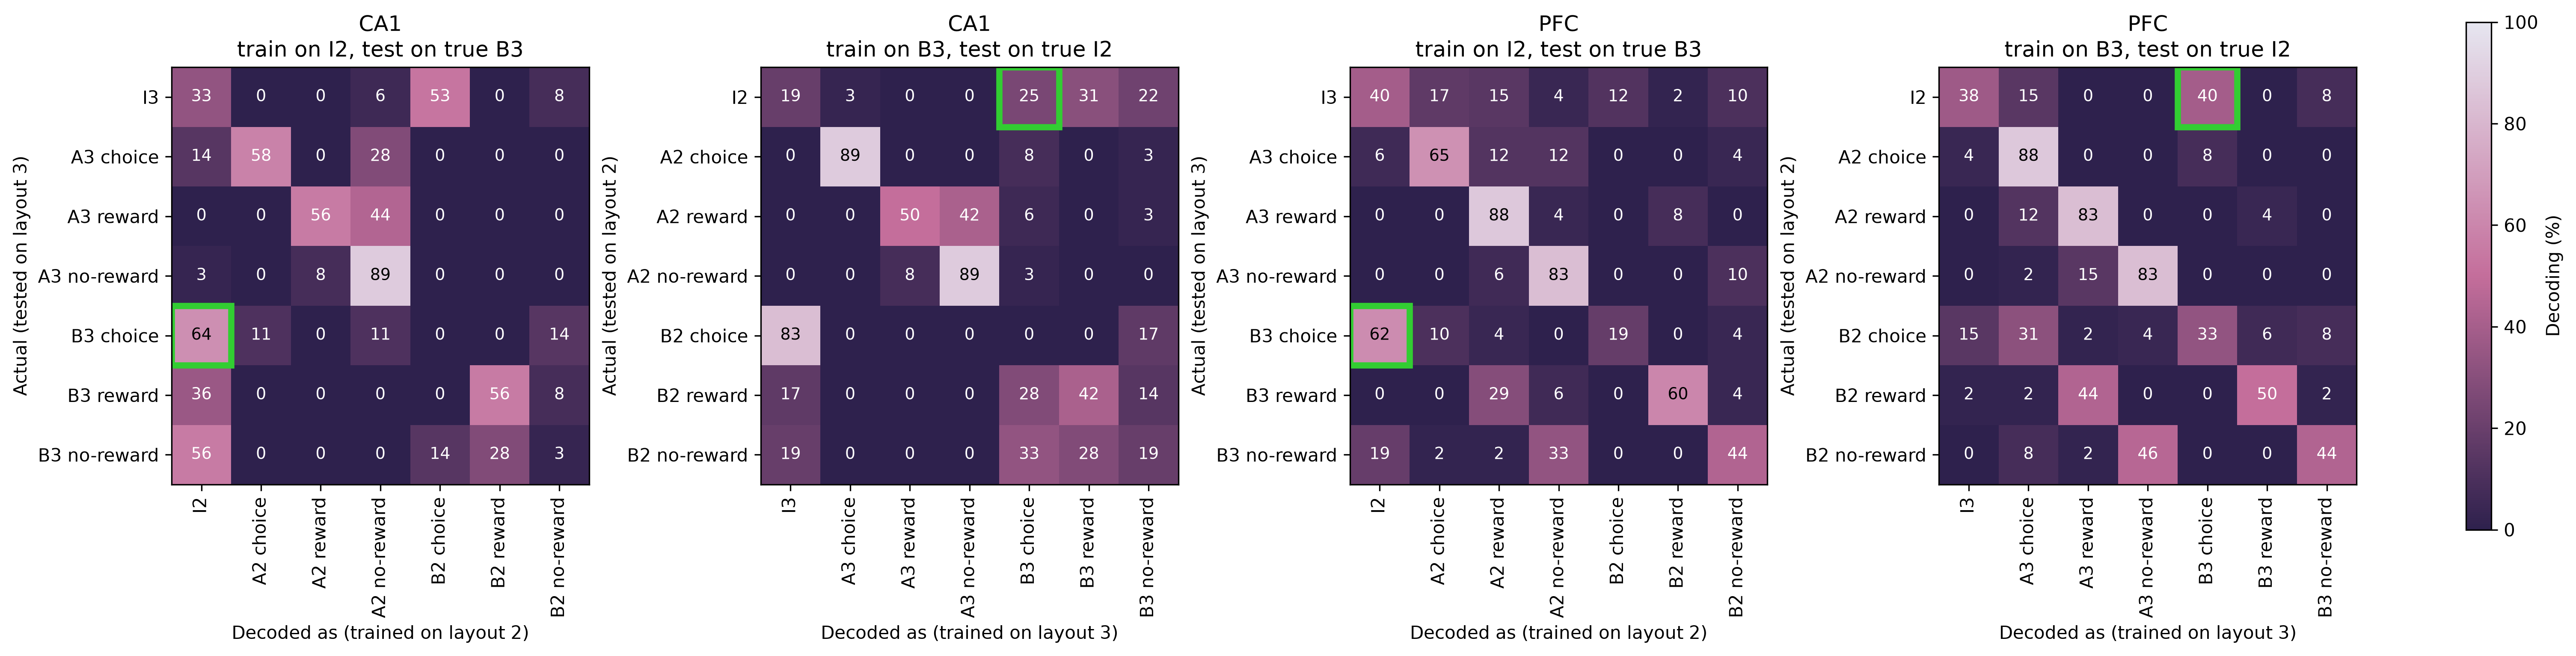 CA1
train on I2, test on true B3
Actual (tested on layout 3)
I3 33 0 0 6 53 0 8
A3 choice 14 58 0 28 0 0 0
A3 reward 0 0 56 44 0 0 0
A3 no-reward 3 0 8 89 0 0 0
B3 choice 64 11 0 11 0 0 14
B3 reward 36 0 0 0 0 56 8
B3 no-reward 56 0 0 0 14 28 3
I2
A2 choice
A2 reward
A2 no-reward
B2 choice
B2 reward
B2 no-reward
Decoded as (trained on layout 2)
CA1
train on B3, test on true I2
Actual (tested on layout 2)
I2 19 3 0 0 25 31 22
A2 choice 0 89 0 0 8 0 3
A2 reward 0 0 50 42 6 0 3
A2 no-reward 0 0 8 89 3 0 0
B2 choice 83 0 0 0 0 0 17
B2 reward 17 0 0 0 28 42 14
B2 no-reward 19 0 0 0 33 28 19
I3
A3 choice
A3 reward
A3 no-reward
B3 choice
B3 reward
B3 no-reward
Decoded as (trained on layout 3)
PFC
train on I2, test on true B3
Actual (tested on layout 3)
I3 40 17 15 4 12 2 10
A3 choice 6 65 12 12 0 0 4
A3 reward 0 0 88 4 0 8 0
A3 no-reward 0 0 6 83 0 0 10
B3 choice 62 10 4 0 19 0 4
B3 reward 0 0 29 6 0 60 4
B3 no-reward 19 2 2 33 0 0 44
I2
A2 choice
A2 reward
A2 no-reward
B2 choice
B2 reward
B2 no-reward
Decoded as (trained on layout 2)
PFC
train on B3, test on true I2
Actual (tested on layout 2)
I2 38 15 0 0 40 0 8
A2 choice 4 88 0 0 8 0 0
A2 reward 0 12 83 0 0 4 0
A2 no-reward 0 2 15 83 0 0 0
B2 choice 15 31 2 4 33 6 8
B2 reward 2 2 44 0 0 50 2
B2 no-reward 0 8 2 46 0 0 44
I3
A3 choice
A3 reward
A3 no-reward
B3 choice
B3 reward
B3 no-reward
Decoded as (trained on layout 3)
100
80
60
40
20
0
Decoding (%)